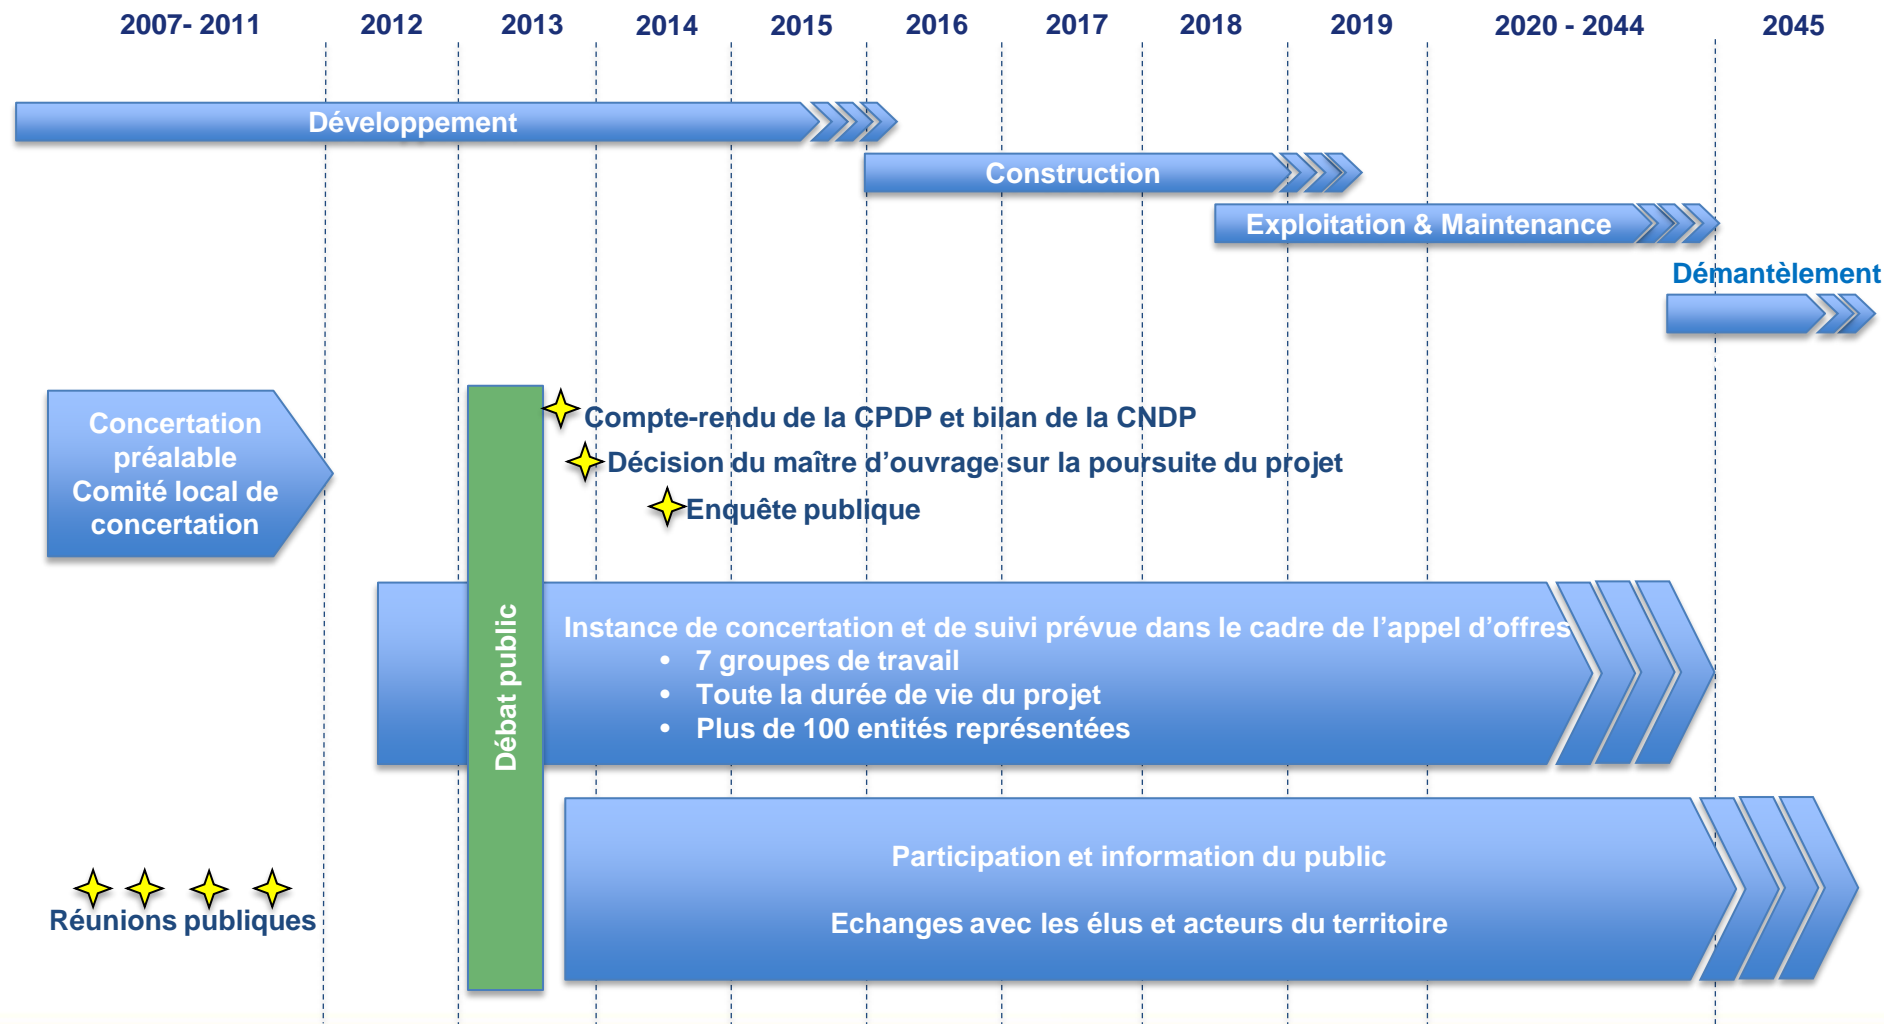 2007- 2011
2012
2013
2014
2015
2016
2017
2018
2019
2020 - 2044
2045
Développement
Construction
Exploitation & Maintenance
Démantèlement
Concertation
préalable
Comité local de
concertation
Compte-rendu de la CPDP et bilan de la CNDP
Décision du maître d’ouvrage sur la poursuite du projet
Enquête publique
Débat public
Instance de concertation et de suivi prévue dans le cadre de l’appel d’offres
• 7 groupes de travail
• Toute la durée de vie du projet
• Plus de 100 entités représentées
Participation et information du public
Echanges avec les élus et acteurs du territoire
Réunions publiques